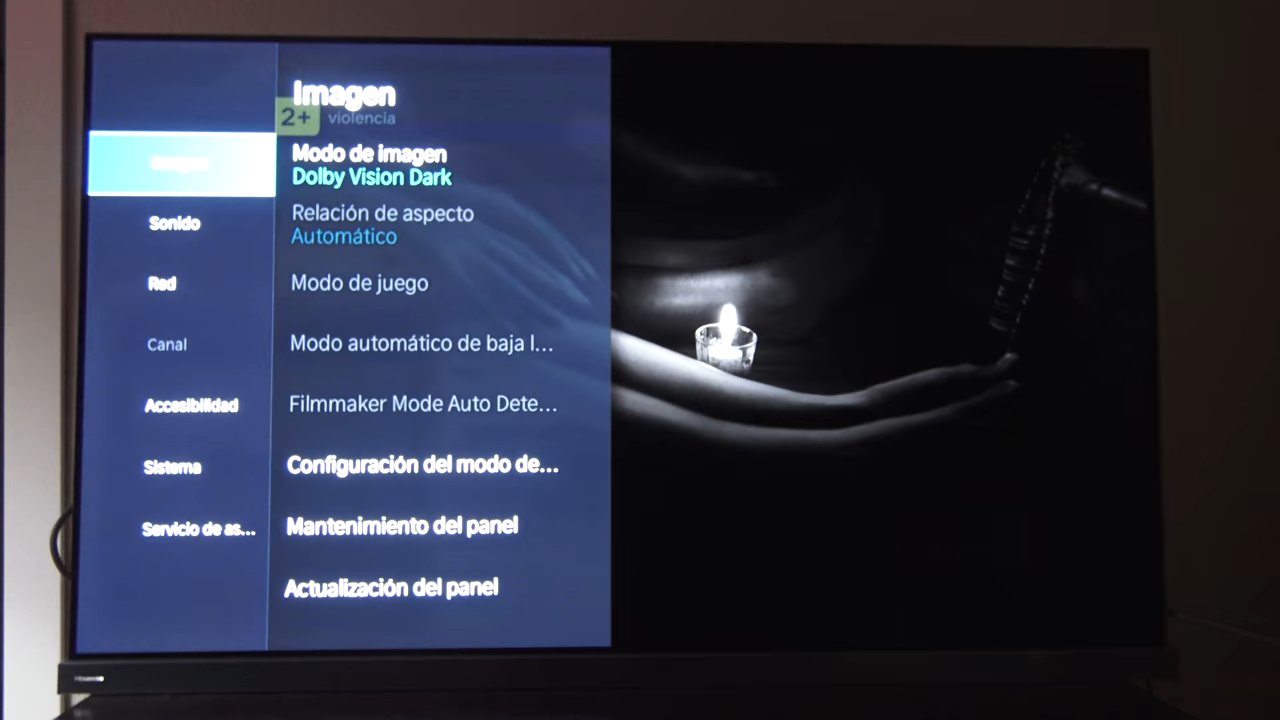 Imagen
2+ violencia
Imagen
Modo de imagen
Dolby Vision Dark
Sonido
Relación de aspecto
Automático
Red
Modo de juego
Canal
Modo automático de baja l...
Accesibilidad
Filmmaker Mode Auto Dete...
Sistema
Configuración del modo de...
Servicio de as...
Mantenimiento del panel
Actualización del panel
Hisense